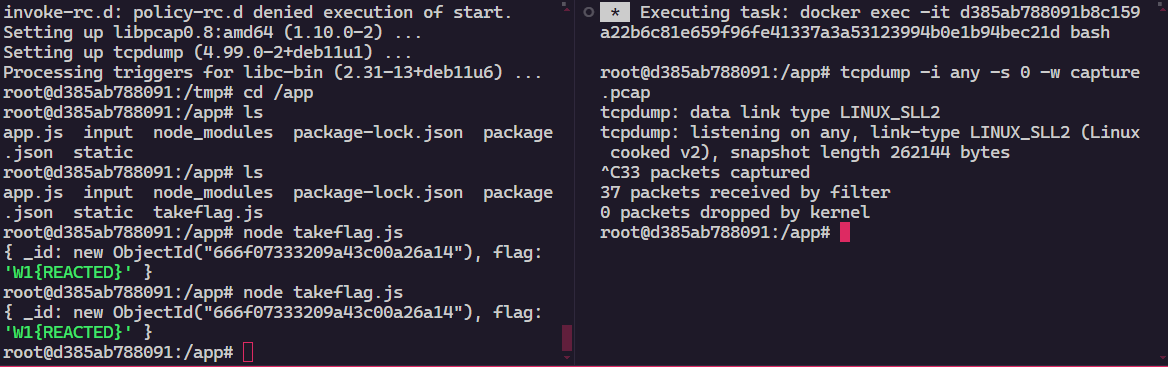 invoke-rc.d: policy-rc.d denied execution of start.
Setting up libpcap0.8:amd64 (1.10.0-2) ...
Setting up tcpdump (4.99.0-2+deb11u1) ...
Processing triggers for libc-bin (2.31-13+deb11u6) ...
root@d385ab788091:/tmp# cd /app
root@d385ab788091:/app# ls
app.js  input  node_modules  package-lock.json  package
.json  static
root@d385ab788091:/app# ls
app.js  input  node_modules  package-lock.json  package
.json  static  takeflag.js
root@d385ab788091:/app# node takeflag.js
{ _id: new ObjectId("666f07333209a43c00a26a14"), flag:
'W1{REACTED}' }
root@d385ab788091:/app# node takeflag.js
{ _id: new ObjectId("666f07333209a43c00a26a14"), flag:
'W1{REACTED}' }
root@d385ab788091:/app#
* Executing task: docker exec -it d385ab788091b8c159
a22b6c81e659f96fe41337a3a53123994b0e1b94bec21d bash
root@d385ab788091:/app# tcpdump -i any -s 0 -w capture
.pcap
tcpdump: data link type LINUX_SLL2
tcpdump: listening on any, link-type LINUX_SLL2 (Linux
cooked v2), snapshot length 262144 bytes
^C33 packets captured
37 packets received by filter
0 packets dropped by kernel
root@d385ab788091:/app#